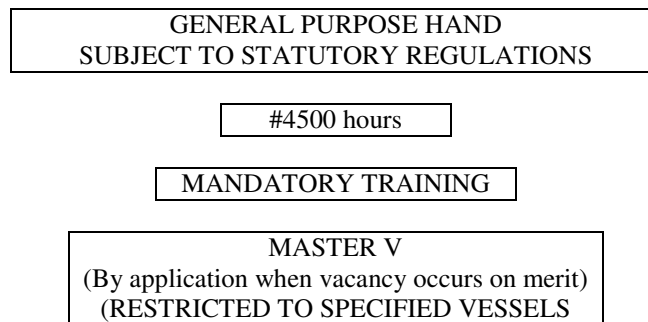 GENERAL PURPOSE HAND
SUBJECT TO STATUTORY REGULATIONS
#4500 hours
MANDATORY TRAINING
MASTER V
(By application when vacancy occurs on merit)
(RESTRICTED TO SPECIFIED VESSELS